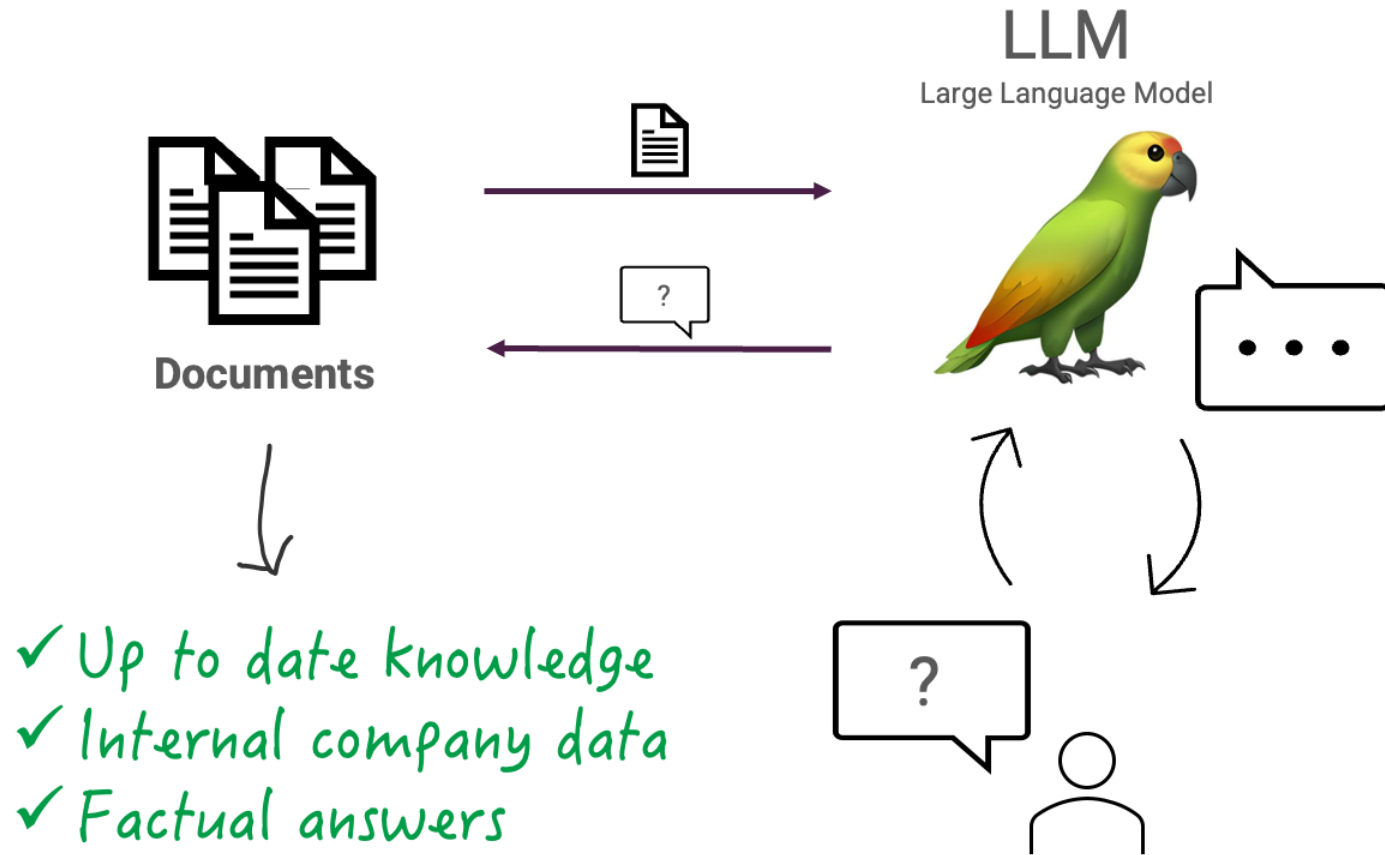 LLM
Large Language Model
?
Documents
✓ Up to date knowledge
✓ Internal company data
✓ Factual answers
?